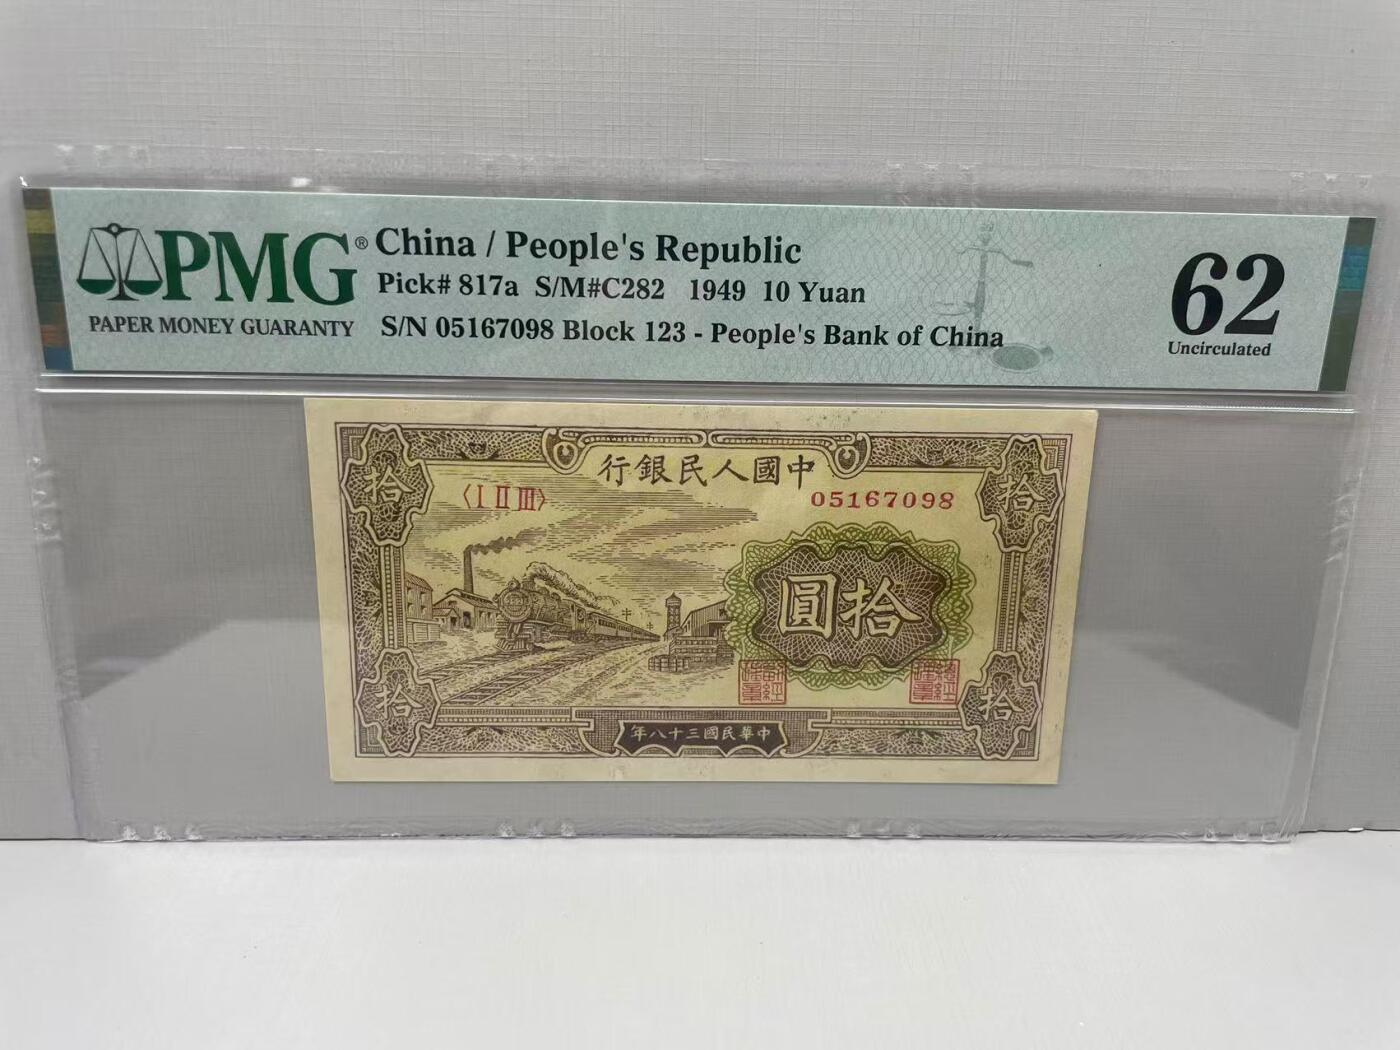 PMG®
PAPER MONEY GUARANTY
China / People's Republic
Pick# 817a S/M#C282 1949 10 Yuan
S/N 05167098 Block 123 - People's Bank of China
62
Uncirculated
行銀民人國中
拾
拾
〈I II III〉
05167098
圓拾
拾
拾
年八十三國民華中